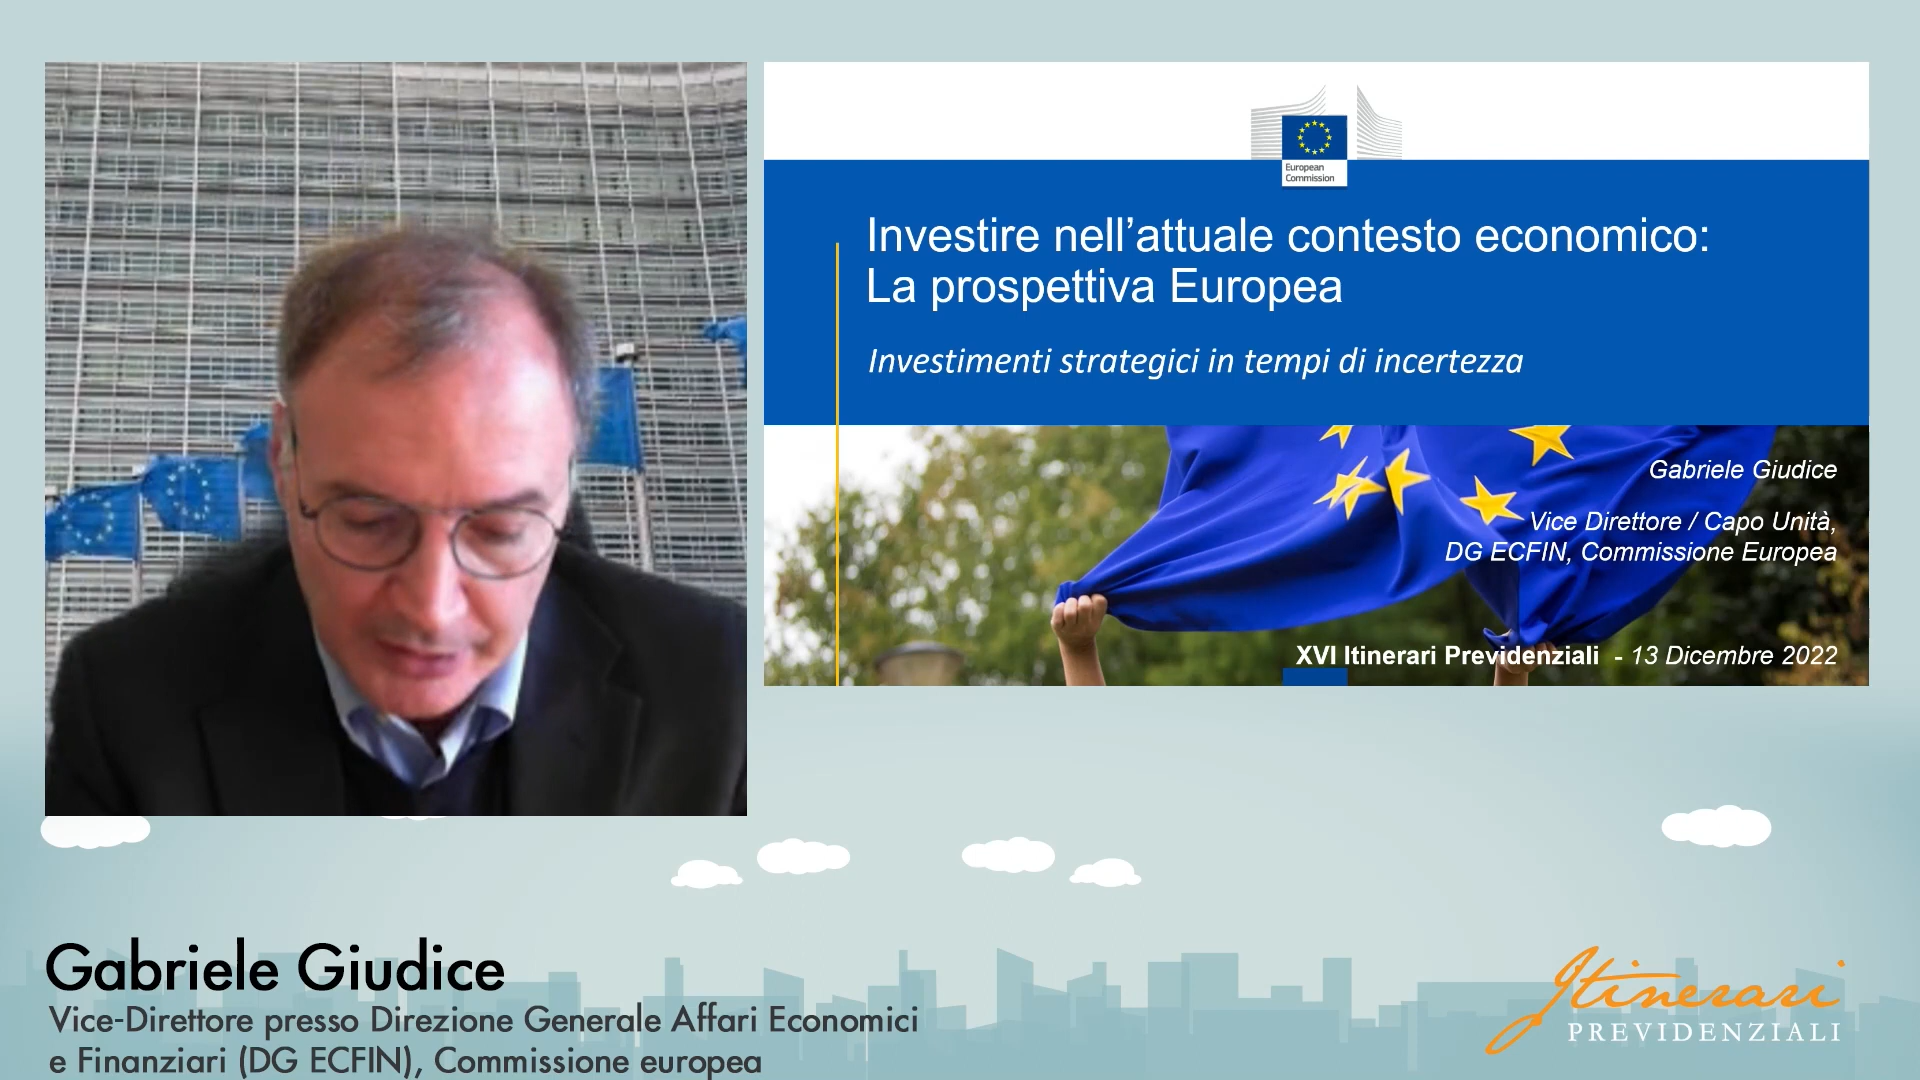 European
Commission
Investire nell’attuale contesto economico:
La prospettiva Europea
Investimenti strategici in tempi di incertezza
Gabriele Giudice
Vice Direttore / Capo Unità,
DG ECFIN, Commissione Europea
XVI Itinerari Previdenziali - 13 Dicembre 2022
Gabriele Giudice
Vice-Direttore presso Direzione Generale Affari Economici
e Finanziari (DG ECFIN), Commissione europea
Itinerari
PREVIDENZIALI